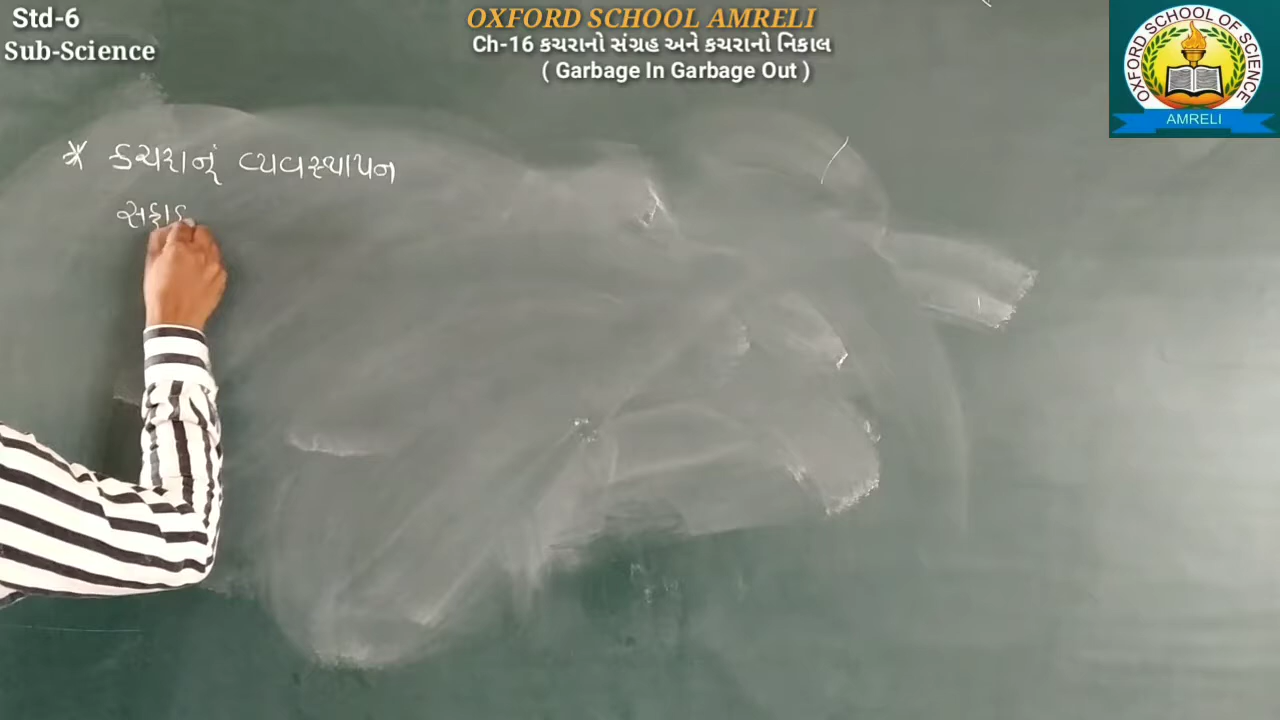 Std-6
Sub-Science
OXFORD SCHOOL AMRELI
Ch-16 કચરાનો સંગ્રહ અને કચરાનો નિકાલ
( Garbage In Garbage Out )
OXFORD SCHOOL OF SCIENCE
AMRELI
* કચરાનું વ્યવસ્થાપન